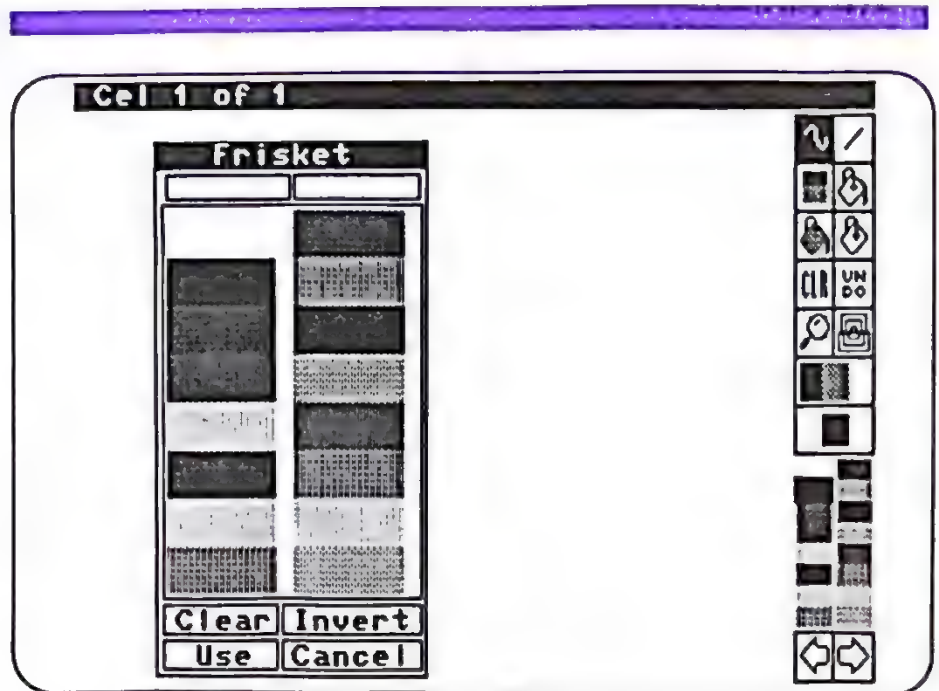 Cel 1 of 1
Frisket
CLR
UN
DO
Clear Invert
Use Cancel